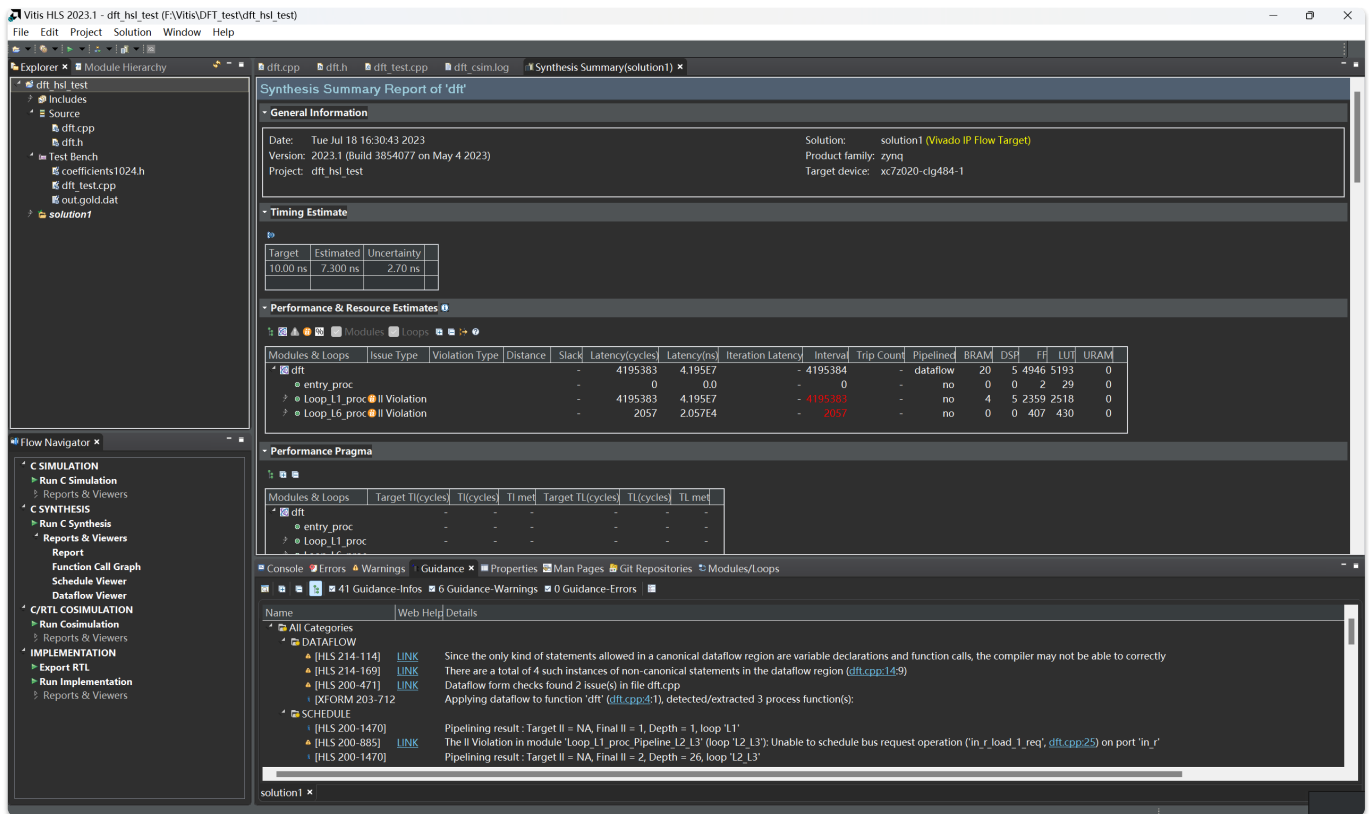 Vitis HLS 2023.1 - dft_hsl_test (F:\Vitis\DFT_test\dft_hsl_test)
File Edit Project Solution Window Help
Explorer Module Hierarchy
dft_hsl_test
Includes
Source
dft.cpp
dft.h
Test Bench
coefficients1024.h
dft_test.cpp
out.gold.dat
solution1
Flow Navigator
C SIMULATION
Run C Simulation
Reports & Viewers
C SYNTHESIS
Run C Synthesis
Reports & Viewers
Report
Function Call Graph
Schedule Viewer
Dataflow Viewer
C/RTL COSIMULATION
Run Cosimulation
Reports & Viewers
IMPLEMENTATION
Export RTL
Run Implementation
Reports & Viewers
dft.cpp dft.h dft_test.cpp dft_csim.log Synthesis Summary(solution1)
Synthesis Summary Report of 'dft'
General Information
Date: Tue Jul 18 16:30:43 2023 Solution: solution1 (Vivado IP Flow Target)
Version: 2023.1 (Build 3854077 on May 4 2023) Product family: zynq
Project: dft_hsl_test Target device: xc7z020-clg484-1
Timing Estimate
Target Estimated Uncertainty
10.00 ns 7.300 ns 2.70 ns
Performance & Resource Estimates
Modules Loops
Modules & Loops Issue Type Violation Type Distance Slack Latency(cycles) Latency(ns) Iteration Latency Interval Trip Count Pipelined BRAM DSP FF LUT URAM
dft - 4195383 4.195E7 - 4195384 - dataflow 20 5 4946 5193 0
entry_proc - 0 0.0 - 0 - no 0 0 2 29 0
Loop_L1_proc II Violation - 4195383 4.195E7 - 4195383 - no 4 5 2359 2518 0
Loop_L6_proc II Violation - 2057 2.057E4 - 2057 - no 0 0 407 430 0
Performance Pragma
Modules & Loops Target TI(cycles) TI(cycles) TI met Target TL(cycles) TL(cycles) TL met
dft - - - - - -
entry_proc - - - - - -
Loop_L1_proc - - - - - -
Console Errors Warnings Guidance Properties Man Pages Git Repositories Modules/Loops
41 Guidance-Infos 6 Guidance-Warnings 0 Guidance-Errors
Name Web Help Details
All Categories
DATAFLOW
[HLS 214-114] LINK Since the only kind of statements allowed in a canonical dataflow region are variable declarations and function calls, the compiler may not be able to correctly
[HLS 214-169] LINK There are a total of 4 such instances of non-canonical statements in the dataflow region (dft.cpp:14:9)
[HLS 200-471] LINK Dataflow form checks found 2 issue(s) in file dft.cpp
[XFORM 203-712 Applying dataflow to function 'dft' (dft.cpp:4:1), detected/extracted 3 process function(s):
SCHEDULE
[HLS 200-1470] Pipelining result : Target II = NA, Final II = 1, Depth = 1, loop 'L1'
[HLS 200-885] LINK The II Violation in module 'Loop_L1_proc_Pipeline_L2_L3' (loop 'L2_L3'): Unable to schedule bus request operation ('in_r_load_1_req', dft.cpp:25) on port 'in_r'
[HLS 200-1470] Pipelining result : Target II = NA, Final II = 2, Depth = 26, loop 'L2_L3'
solution1